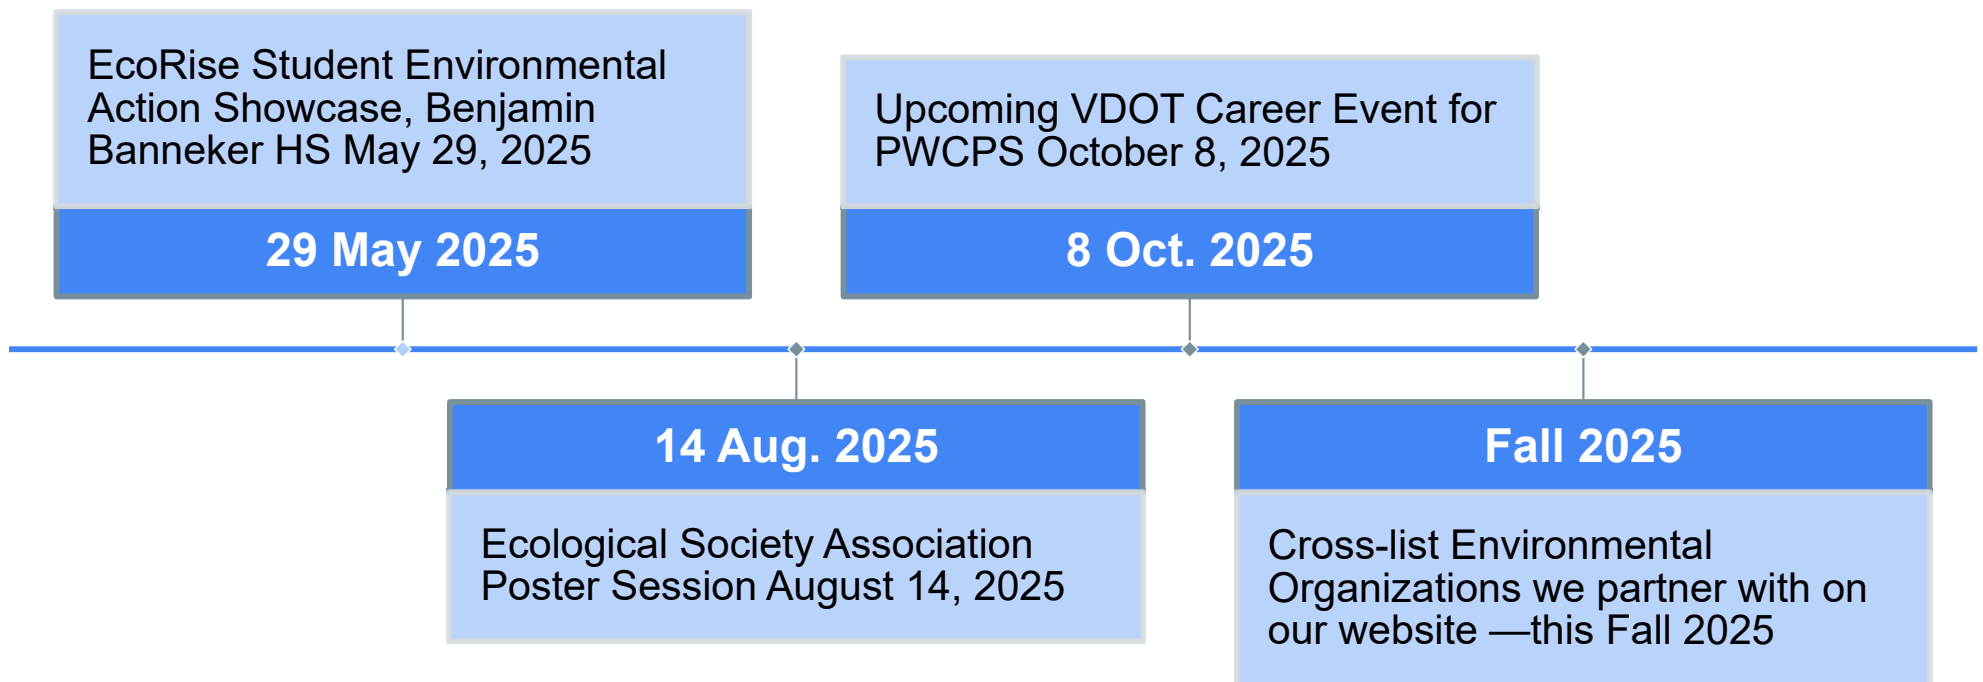 EcoRise Student Environmental
Action Showcase, Benjamin
Banneker HS May 29, 2025
29 May 2025
14 Aug. 2025
Ecological Society Association
Poster Session August 14, 2025
Upcoming VDOT Career Event for
PWCPS October 8, 2025
8 Oct. 2025
Fall 2025
Cross-list Environmental
Organizations we partner with on
our website —this Fall 2025